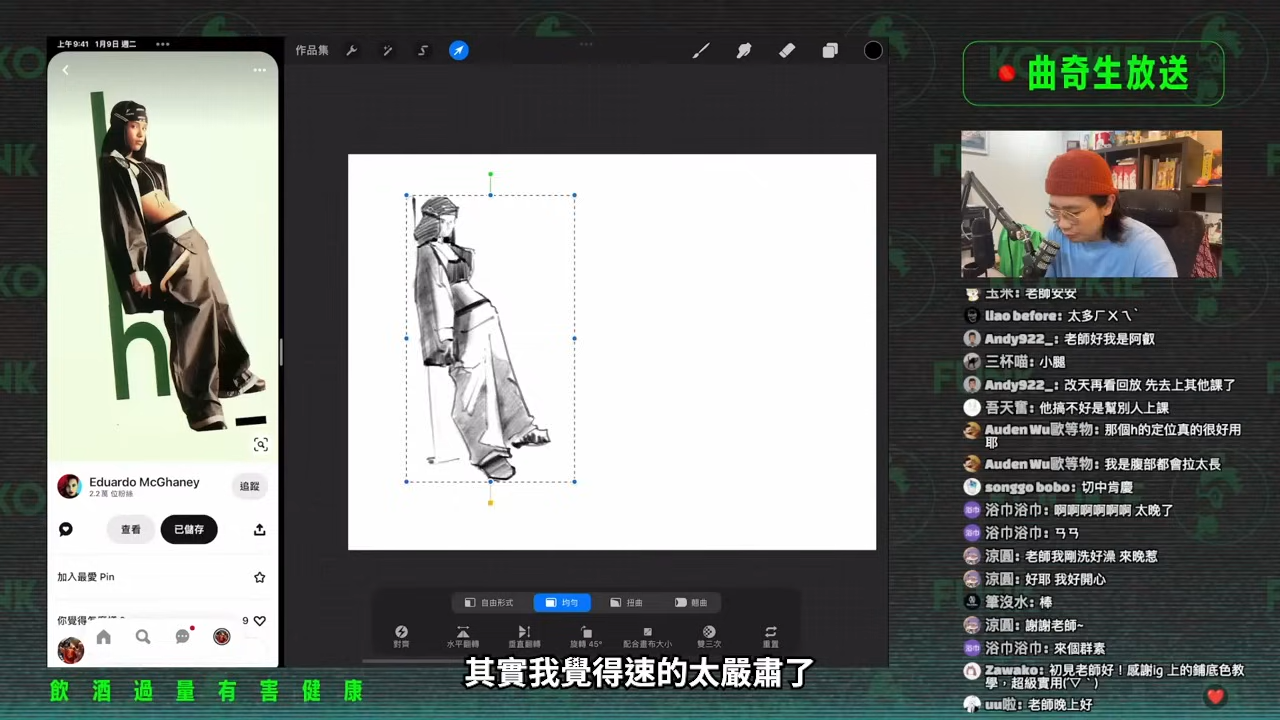 上午9:41 1月9日 週二
Eduardo McGhaney
2.2萬 位粉絲
追蹤
查看
已儲存
加入最愛 Pin
9
作品集
自由形式
均勻
扭曲
翹曲
對齊
水平翻轉
垂直翻轉
旋轉 45°
配合畫布大小
雙三次
重置
其實我覺得速的太嚴肅了
飲酒過量有害健康
曲奇生放送
玉米: 老師安安
liao before: 太多ㄏㄨㄟˋ
Andy922_: 老師好我是阿叡
三杯喵: 小腿
Andy922_: 改天再看回放 先去上其他課了
吾天奮: 他搞不好是幫別人上課
Auden Wu歐等物: 那個h的定位真的很好用
耶
Auden Wu歐等物: 我是腹部都會拉太長
songgo bobo: 切中肯慶
浴巾浴巾: 啊啊啊啊啊啊 太晚了
浴巾浴巾: ㄢㄢ
涼圓: 老師我剛洗好澡 來晚惹
涼圓: 好耶 我好開心
筆沒水: 棒
涼圓: 謝謝老師~
浴巾浴巾: 來個群素
Zawako: 初見老師好！感謝ig 上的鋪底色教
學，超級實用(▽｀)
uu啦: 老師晚上好